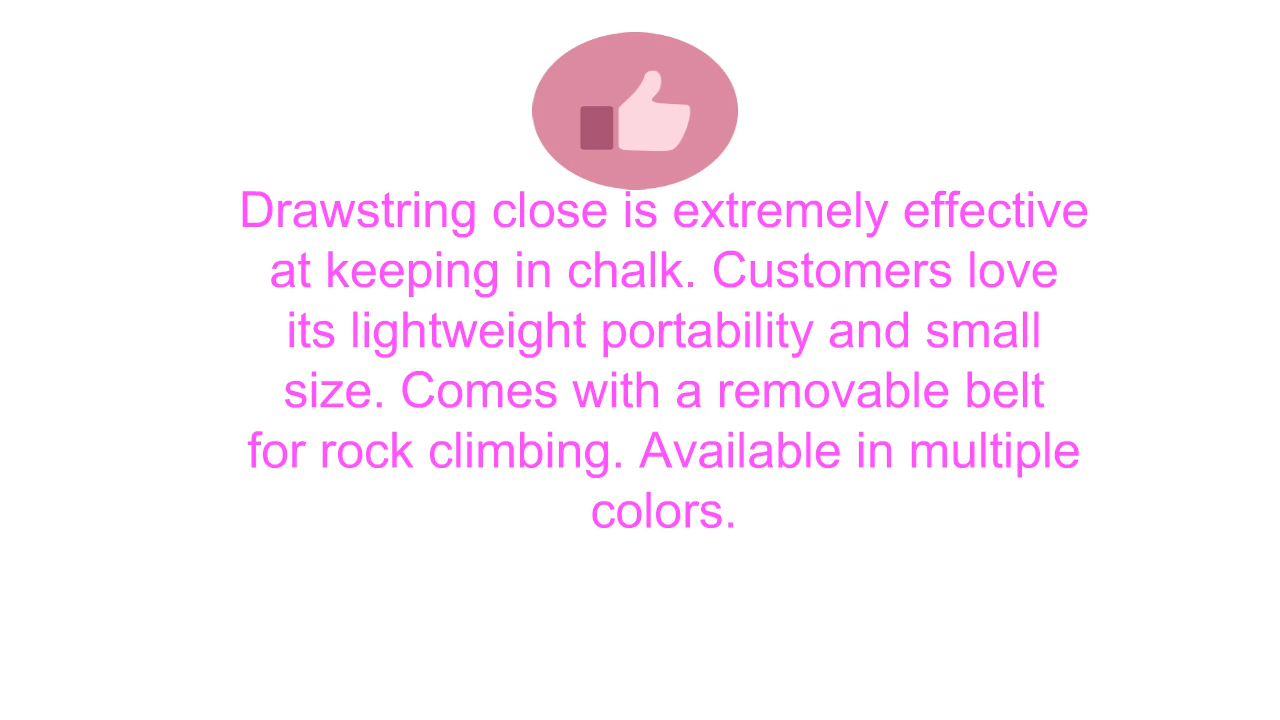 Drawstring close is extremely effective
at keeping in chalk. Customers love
its lightweight portability and small
size. Comes with a removable belt
for rock climbing. Available in multiple
colors.